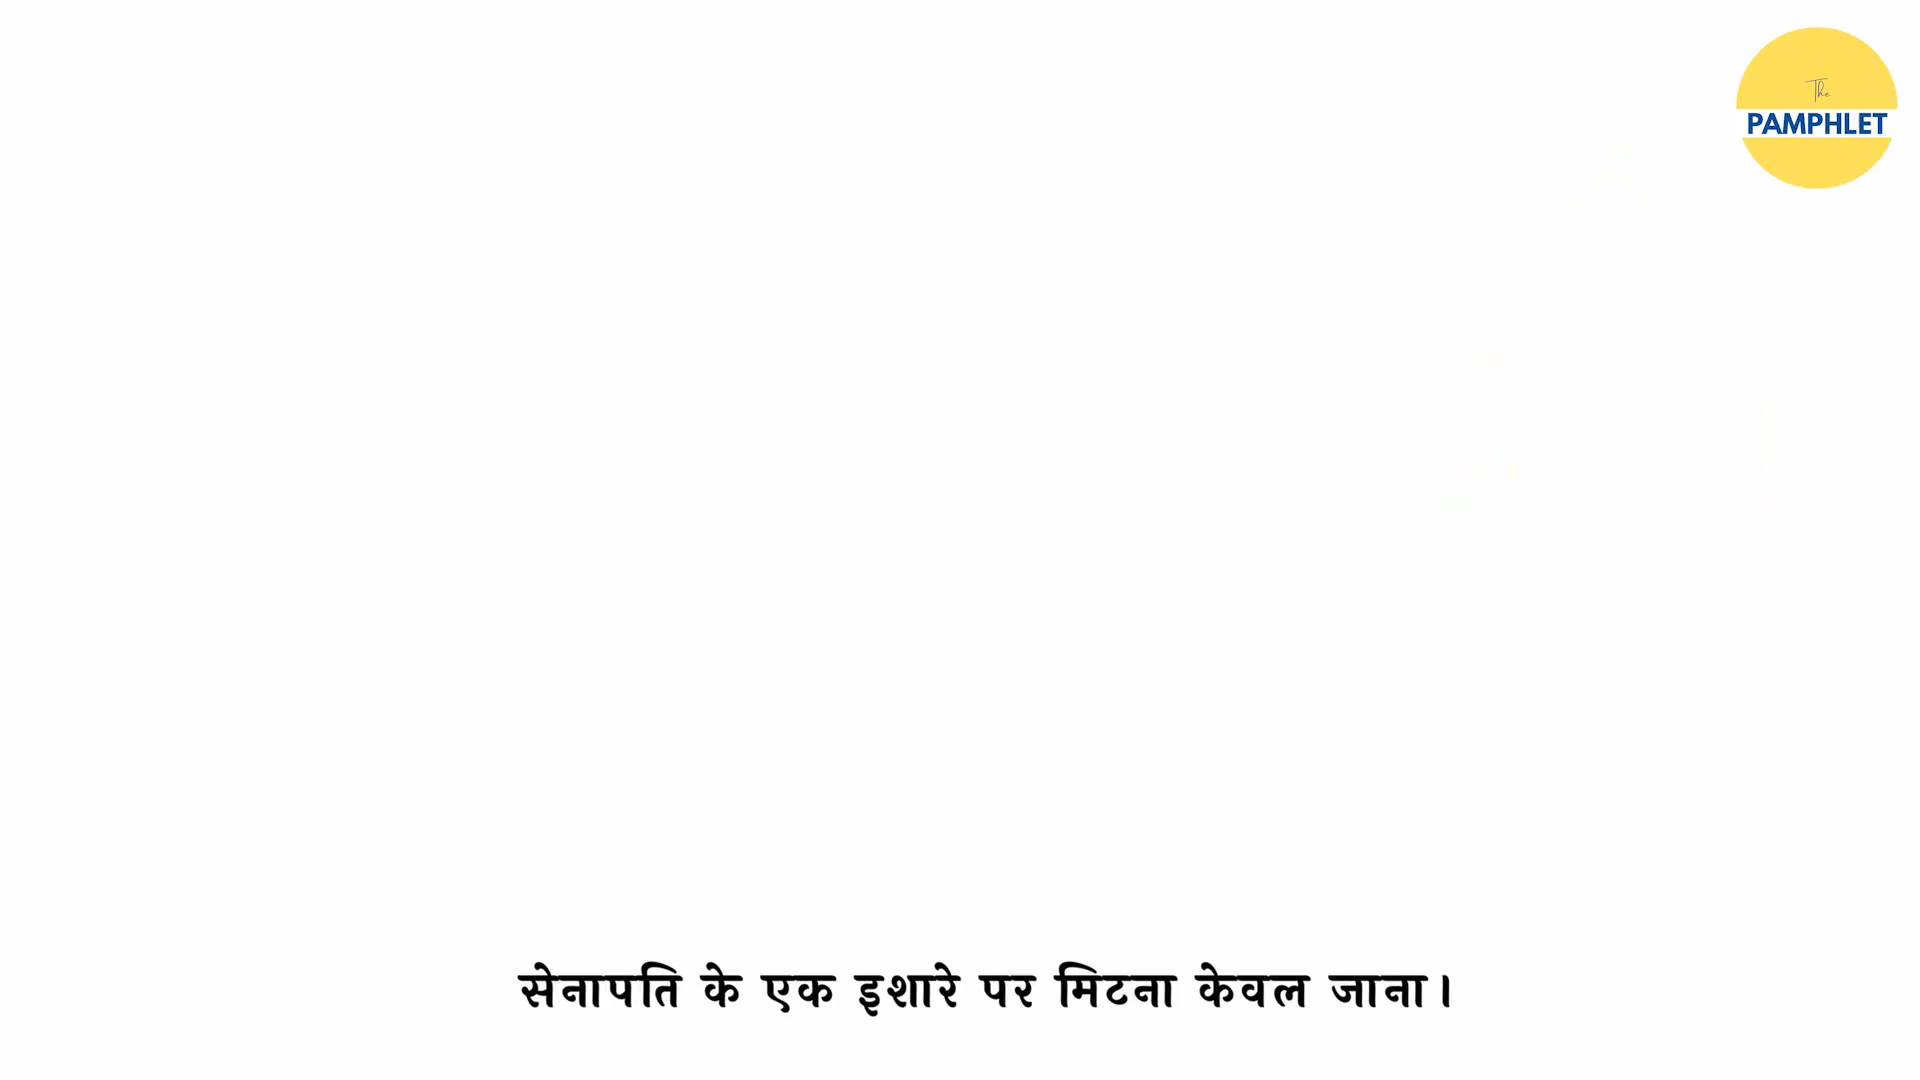 The
PAMPHLET
सेनापति के एक इशारे पर मिटना केवल जाना।